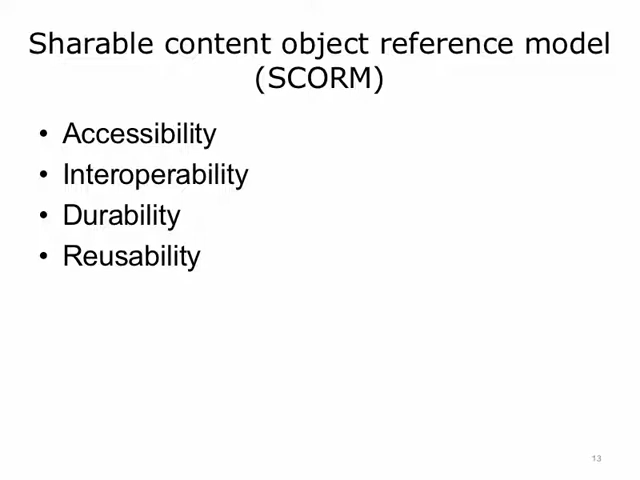 Sharable content object reference model
(SCORM)
• Accessibility
• Interoperability
• Durability
• Reusability
13